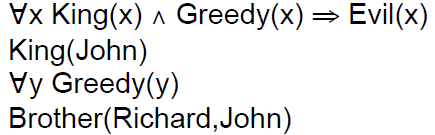 ∀x King(x) ∧ Greedy(x) ⇒ Evil(x)
King(John)
∀y Greedy(y)
Brother(Richard,John)